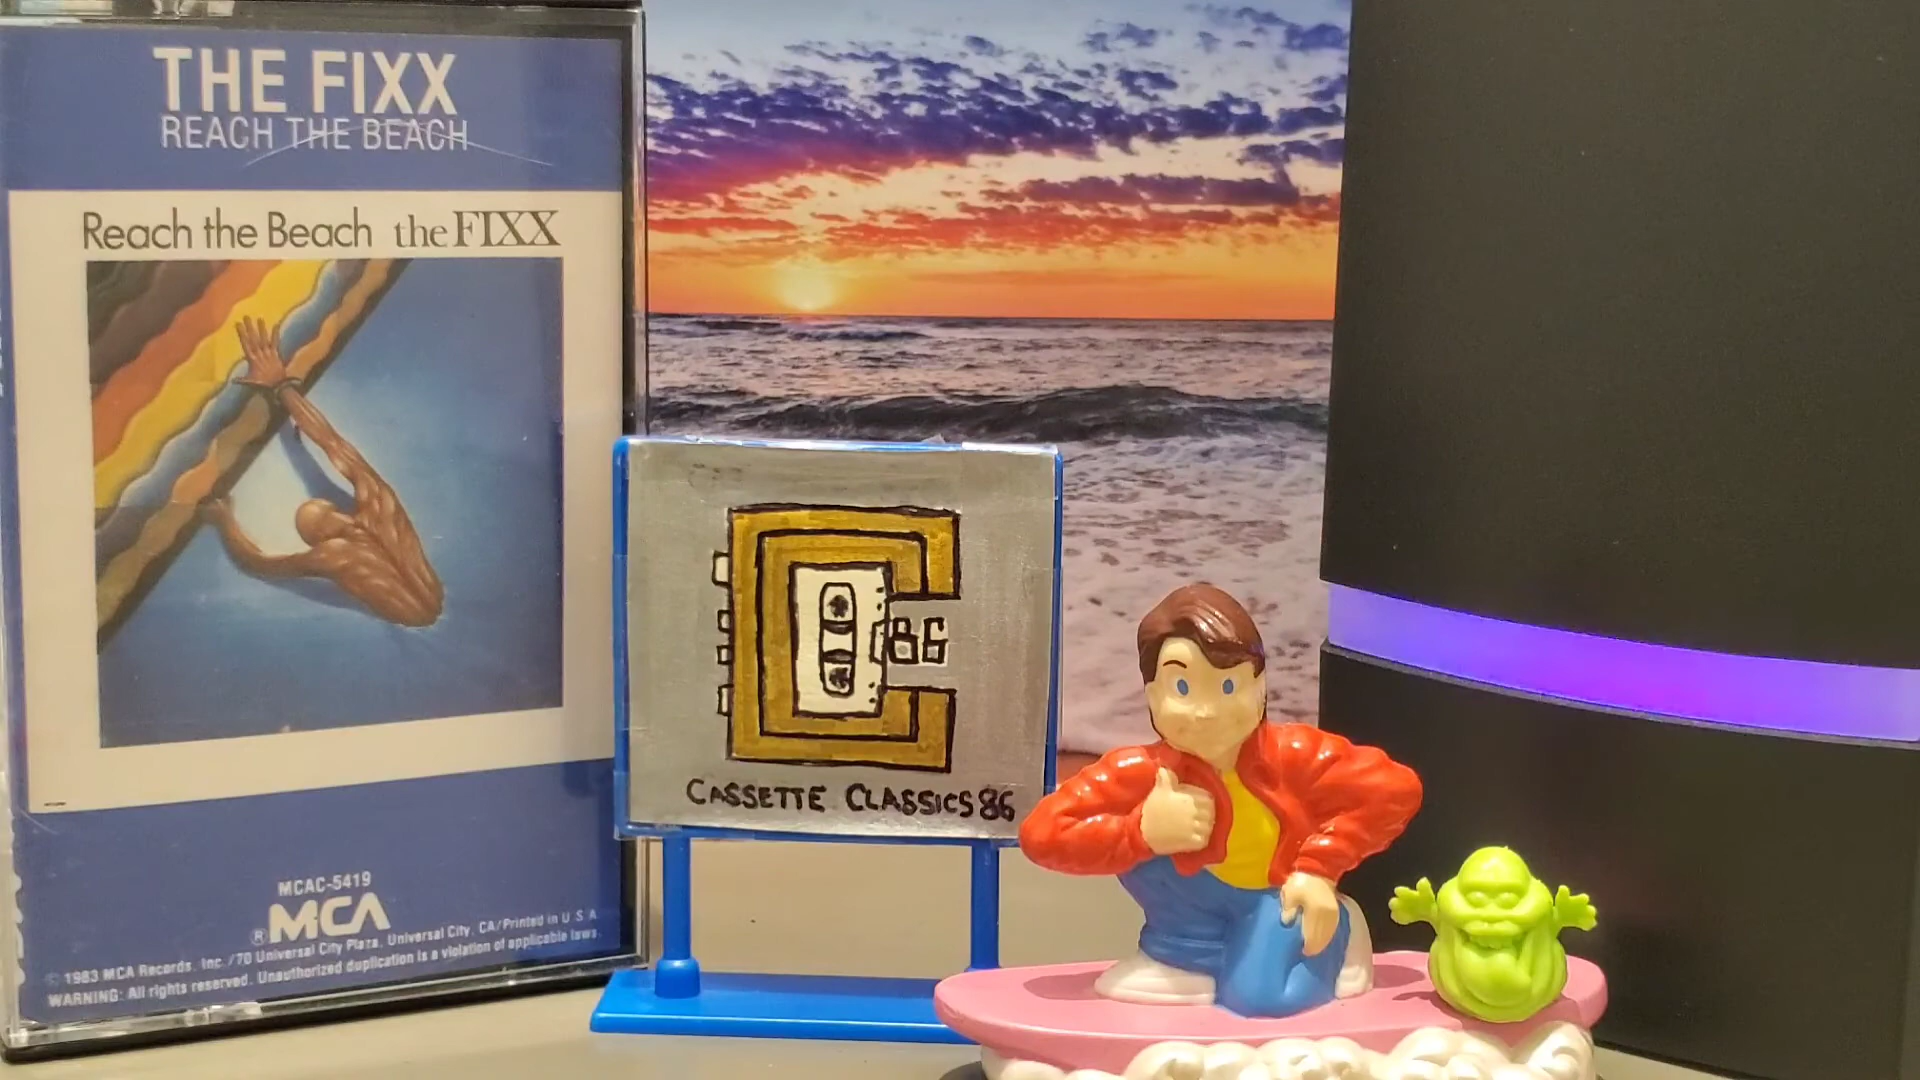 THE FIXX
REACH THE BEACH
Reach the Beach the FIXX
MCAC-5419
® MCA
© 1983 MCA Records, Inc./70 Universal City Plaza, Universal City, CA/Printed in U S A
WARNING: All rights reserved. Unauthorized duplication is a violation of applicable laws.
86
CASSETTE CLASSICS 86